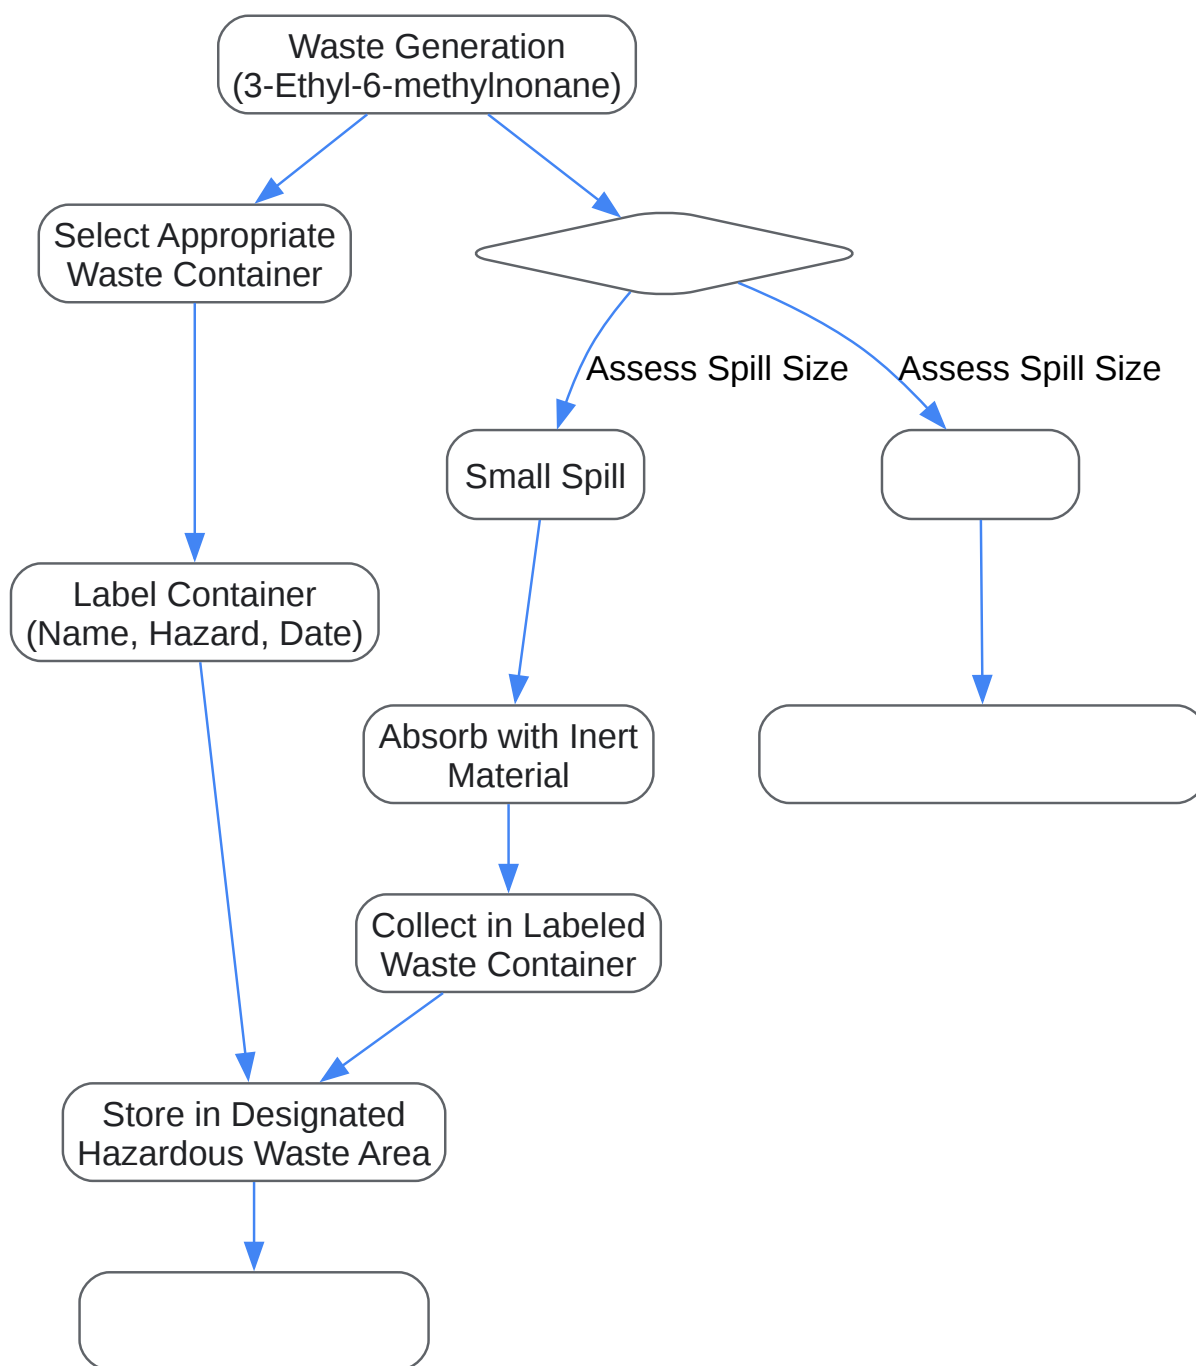 Waste Generation
(3-Ethyl-6-methylnonane)
Select Appropriate
Waste Container
Assess Spill Size
Assess Spill Size
Small Spill
Label Container
(Name, Hazard, Date)
Absorb with Inert
Material
Collect in Labeled
Waste Container
Store in Designated
Hazardous Waste Area